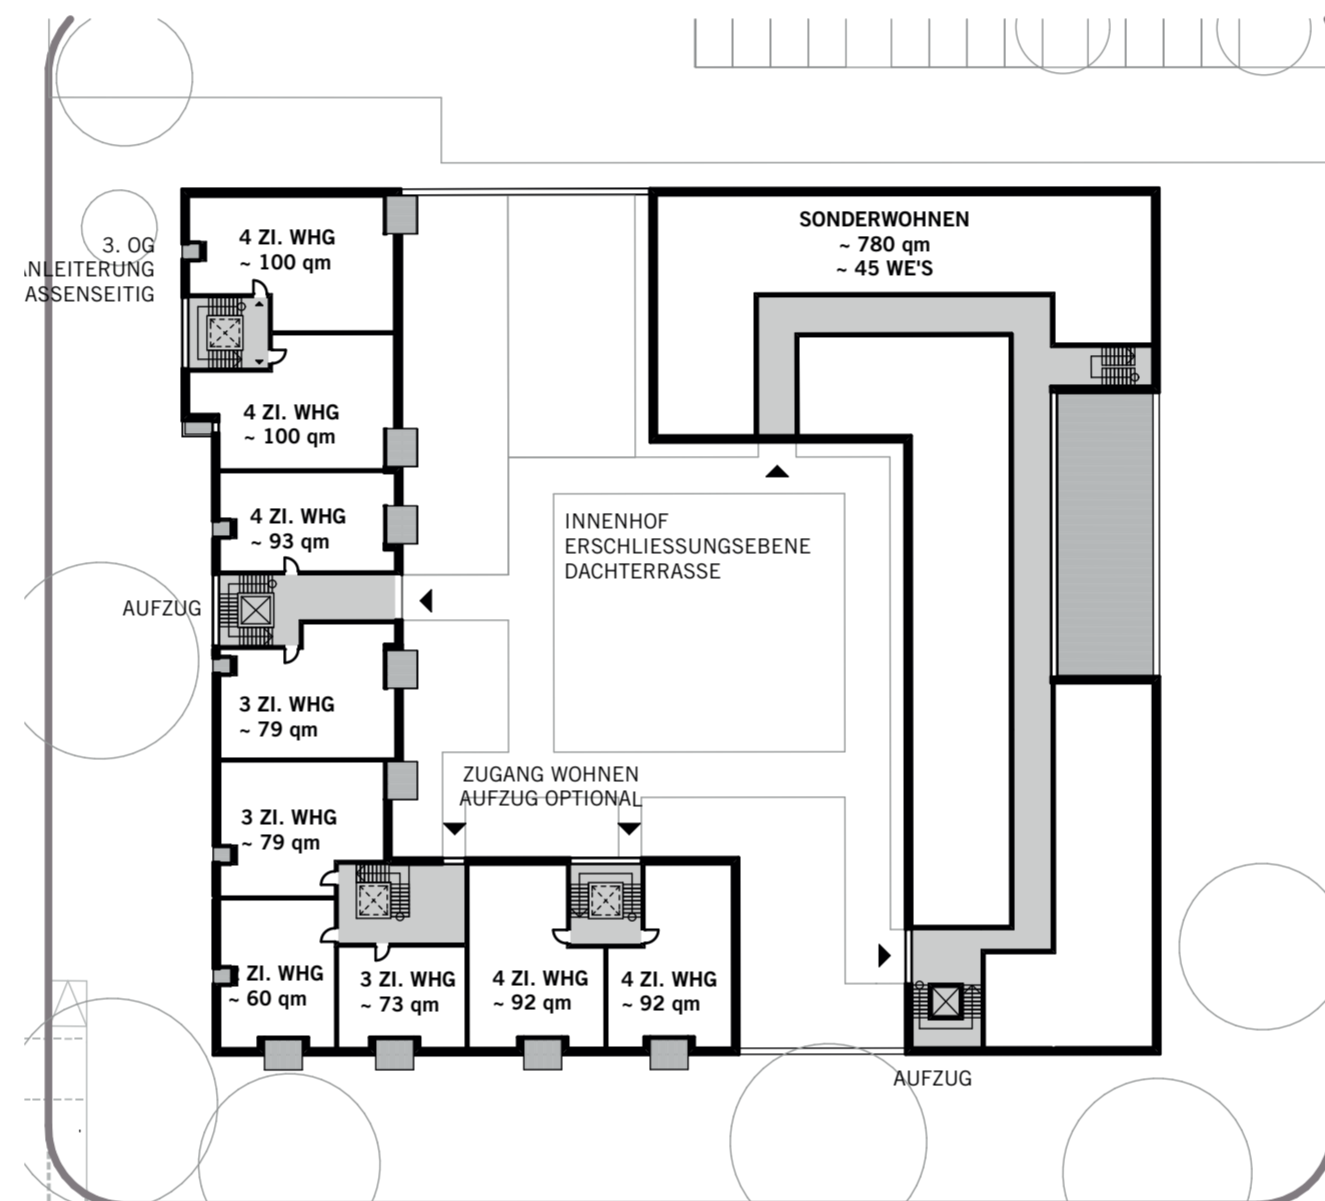 SONDERWOHNEN
~ 780 qm
~ 45 WE'S
4 ZI. WHG
~ 100 qm
3. OG
ANLEITERUNG
ASSENSEITIG
4 ZI. WHG
~ 100 qm
4 ZI. WHG
~ 93 qm
INNENHOF
ERSCHLIESSUNGSEBENE
DACHTERRASSE
AUFZUG
3 ZI. WHG
~ 79 qm
ZUGANG WOHNEN
AUFZUG OPTIONAL
3 ZI. WHG
~ 79 qm
ZI. WHG
~ 60 qm
3 ZI. WHG
~ 73 qm
4 ZI. WHG
~ 92 qm
4 ZI. WHG
~ 92 qm
AUFZUG